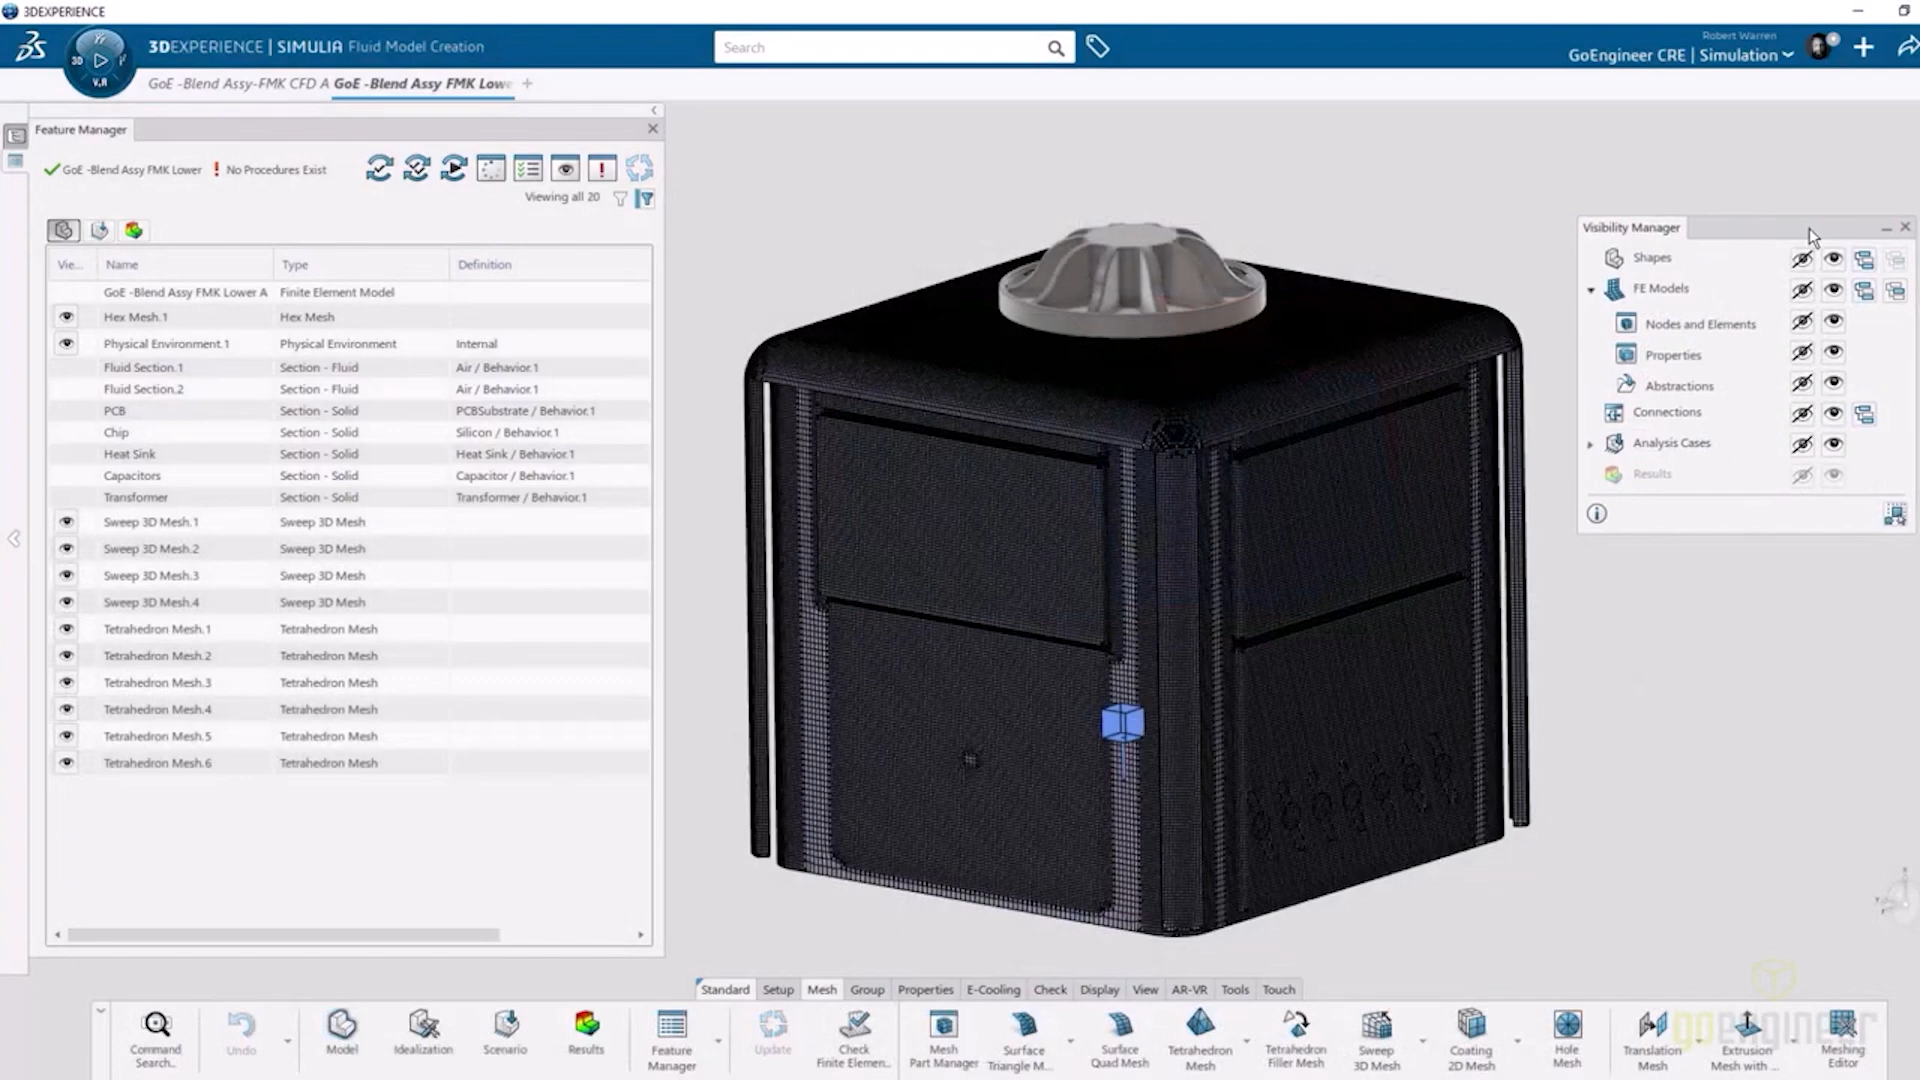 3DEXPERIENCE
3DEXPERIENCE | SIMULIA Fluid Model Creation
Search
Robert Warren
GoEngineer CRE | Simulation
3D
V.R
GoE -Blend Assy-FMK CFD A
GoE -Blend Assy FMK Lowe
Feature Manager
GoE -Blend Assy FMK Lower
! No Procedures Exist
Viewing all 20
Vie... Name Type Definition
GoE -Blend Assy FMK Lower A Finite Element Model
Hex Mesh.1 Hex Mesh
Physical Environment.1 Physical Environment Internal
Fluid Section.1 Section - Fluid Air / Behavior.1
Fluid Section.2 Section - Fluid Air / Behavior.1
PCB Section - Solid PCBSubstrate / Behavior.1
Chip Section - Solid Silicon / Behavior.1
Heat Sink Section - Solid Heat Sink / Behavior.1
Capacitors Section - Solid Capacitor / Behavior.1
Transformer Section - Solid Transformer / Behavior.1
Sweep 3D Mesh.1 Sweep 3D Mesh
Sweep 3D Mesh.2 Sweep 3D Mesh
Sweep 3D Mesh.3 Sweep 3D Mesh
Sweep 3D Mesh.4 Sweep 3D Mesh
Tetrahedron Mesh.1 Tetrahedron Mesh
Tetrahedron Mesh.2 Tetrahedron Mesh
Tetrahedron Mesh.3 Tetrahedron Mesh
Tetrahedron Mesh.4 Tetrahedron Mesh
Tetrahedron Mesh.5 Tetrahedron Mesh
Tetrahedron Mesh.6 Tetrahedron Mesh
Visibility Manager
Shapes
FE Models
Nodes and Elements
Properties
Abstractions
Connections
Analysis Cases
Results
Standard Setup Mesh Group Properties E-Cooling Check Display View AR-VR Tools Touch
Command
Search...
Undo
Model
Idealization
Scenario
Results
Feature
Manager
Update
Check
Finite Elemen...
Mesh
Part Manager
Surface
Triangle M...
Surface
Quad Mesh
Tetrahedron
Mesh
Tetrahedron
Filler Mesh
Sweep
3D Mesh
Coating
2D Mesh
Hole
Mesh
Translation
Mesh
Extrusion
Mesh with ...
Meshing
Editor
goengineer